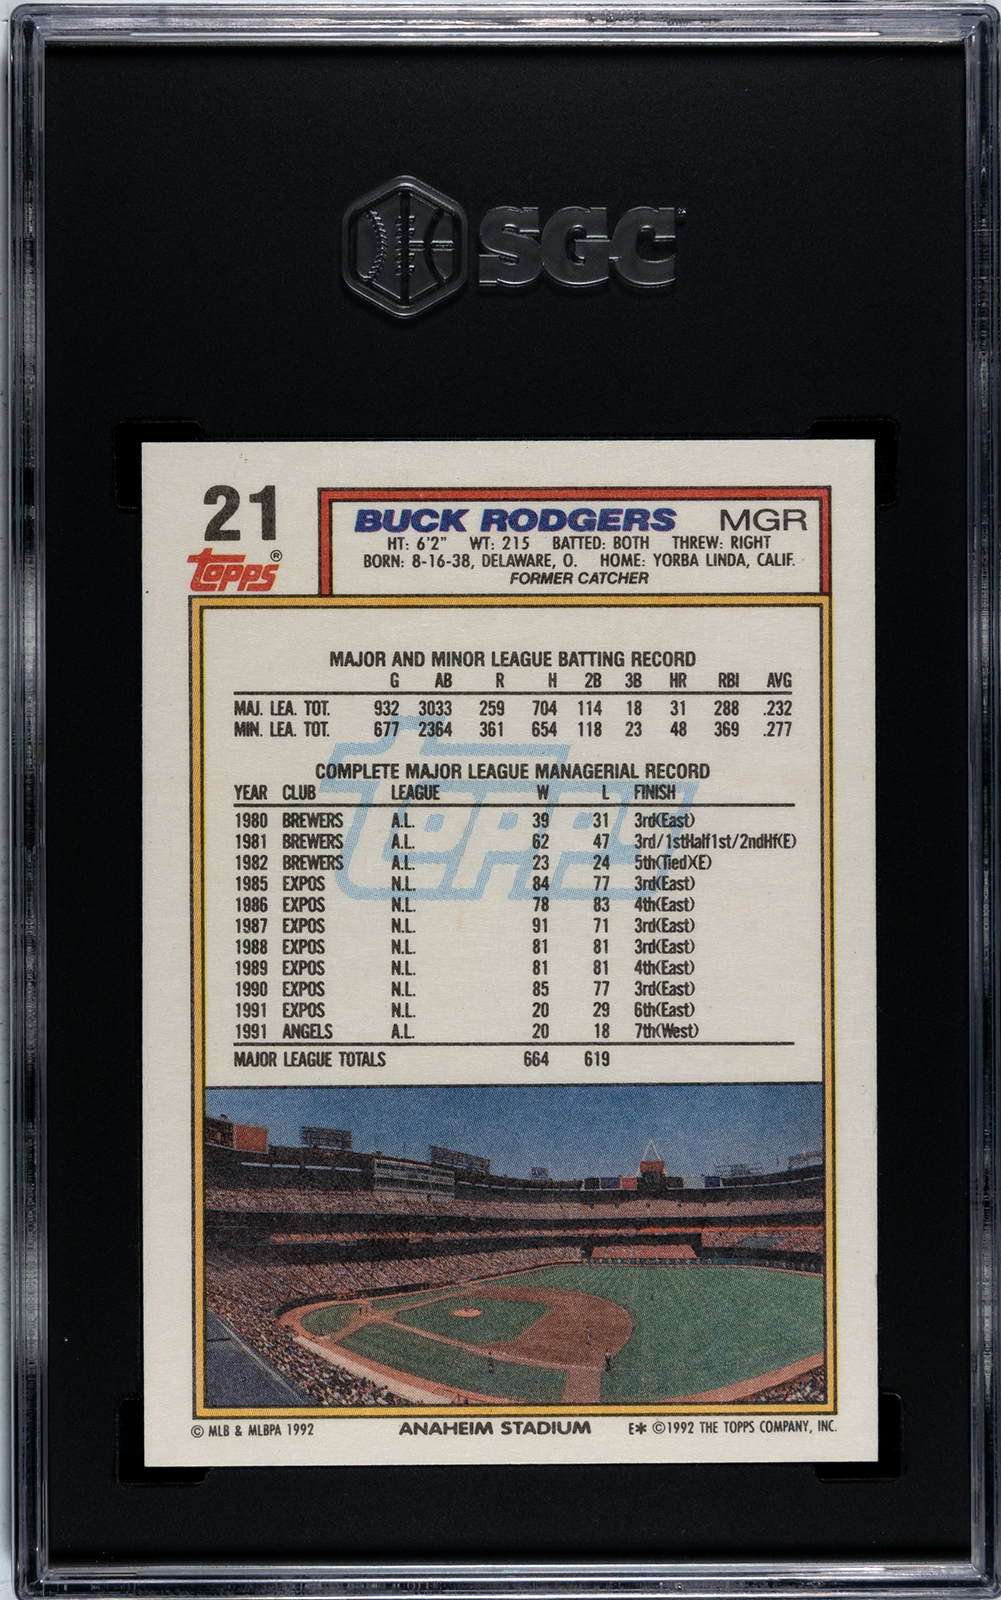 SGC
21
Topps®
BUCK RODGERS MGR
HT: 6'2" WT: 215 BATTED: BOTH THREW: RIGHT
BORN: 8-16-38, DELAWARE, O. HOME: YORBA LINDA, CALIF.
FORMER CATCHER
MAJOR AND MINOR LEAGUE BATTING RECORD
G AB R H 2B 3B HR RBI AVG
MAJ. LEA. TOT. 932 3033 259 704 114 18 31 288 .232
MIN. LEA. TOT. 677 2364 361 654 118 23 48 369 .277
Topps
COMPLETE MAJOR LEAGUE MANAGERIAL RECORD
YEAR CLUB LEAGUE W L FINISH
1980 BREWERS A.L. 39 31 3rd(East)
1981 BREWERS A.L. 62 47 3rd/1stHalf1st/2ndHf(E)
1982 BREWERS A.L. 23 24 5th(Tied)(E)
1985 EXPOS N.L. 84 77 3rd(East)
1986 EXPOS N.L. 78 83 4th(East)
1987 EXPOS N.L. 91 71 3rd(East)
1988 EXPOS N.L. 81 81 3rd(East)
1989 EXPOS N.L. 81 81 4th(East)
1990 EXPOS N.L. 85 77 3rd(East)
1991 EXPOS N.L. 20 29 6th(East)
1991 ANGELS A.L. 20 18 7th(West)
MAJOR LEAGUE TOTALS 664 619
© MLB & MLBPA 1992 ANAHEIM STADIUM E* ©1992 THE TOPPS COMPANY, INC.